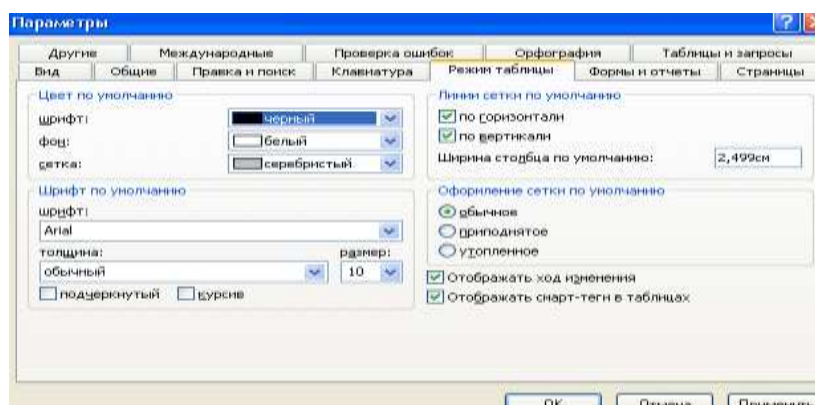 Параметры
Другие Международные Проверка ошибок Орфография Таблицы и запросы
Вид Общие Правка и поиск Клавиатура Режим таблицы Формы и отчеты Страницы
Цвет по умолчанию
шрифт: черный
фон: белый
сетка: серебристый
Шрифт по умолчанию
шрифт:
Arial
толщина: размер:
обычный 10
подчеркнутый курсив
Линии сетки по умолчанию
по горизонтали
по вертикали
Ширина столбца по умолчанию: 2,499см
Оформление сетки по умолчанию
обычное
приподнятое
утопленное
Отображать ход изменения
Отображать смарт-теги в таблицах
ОК Отмена Применить